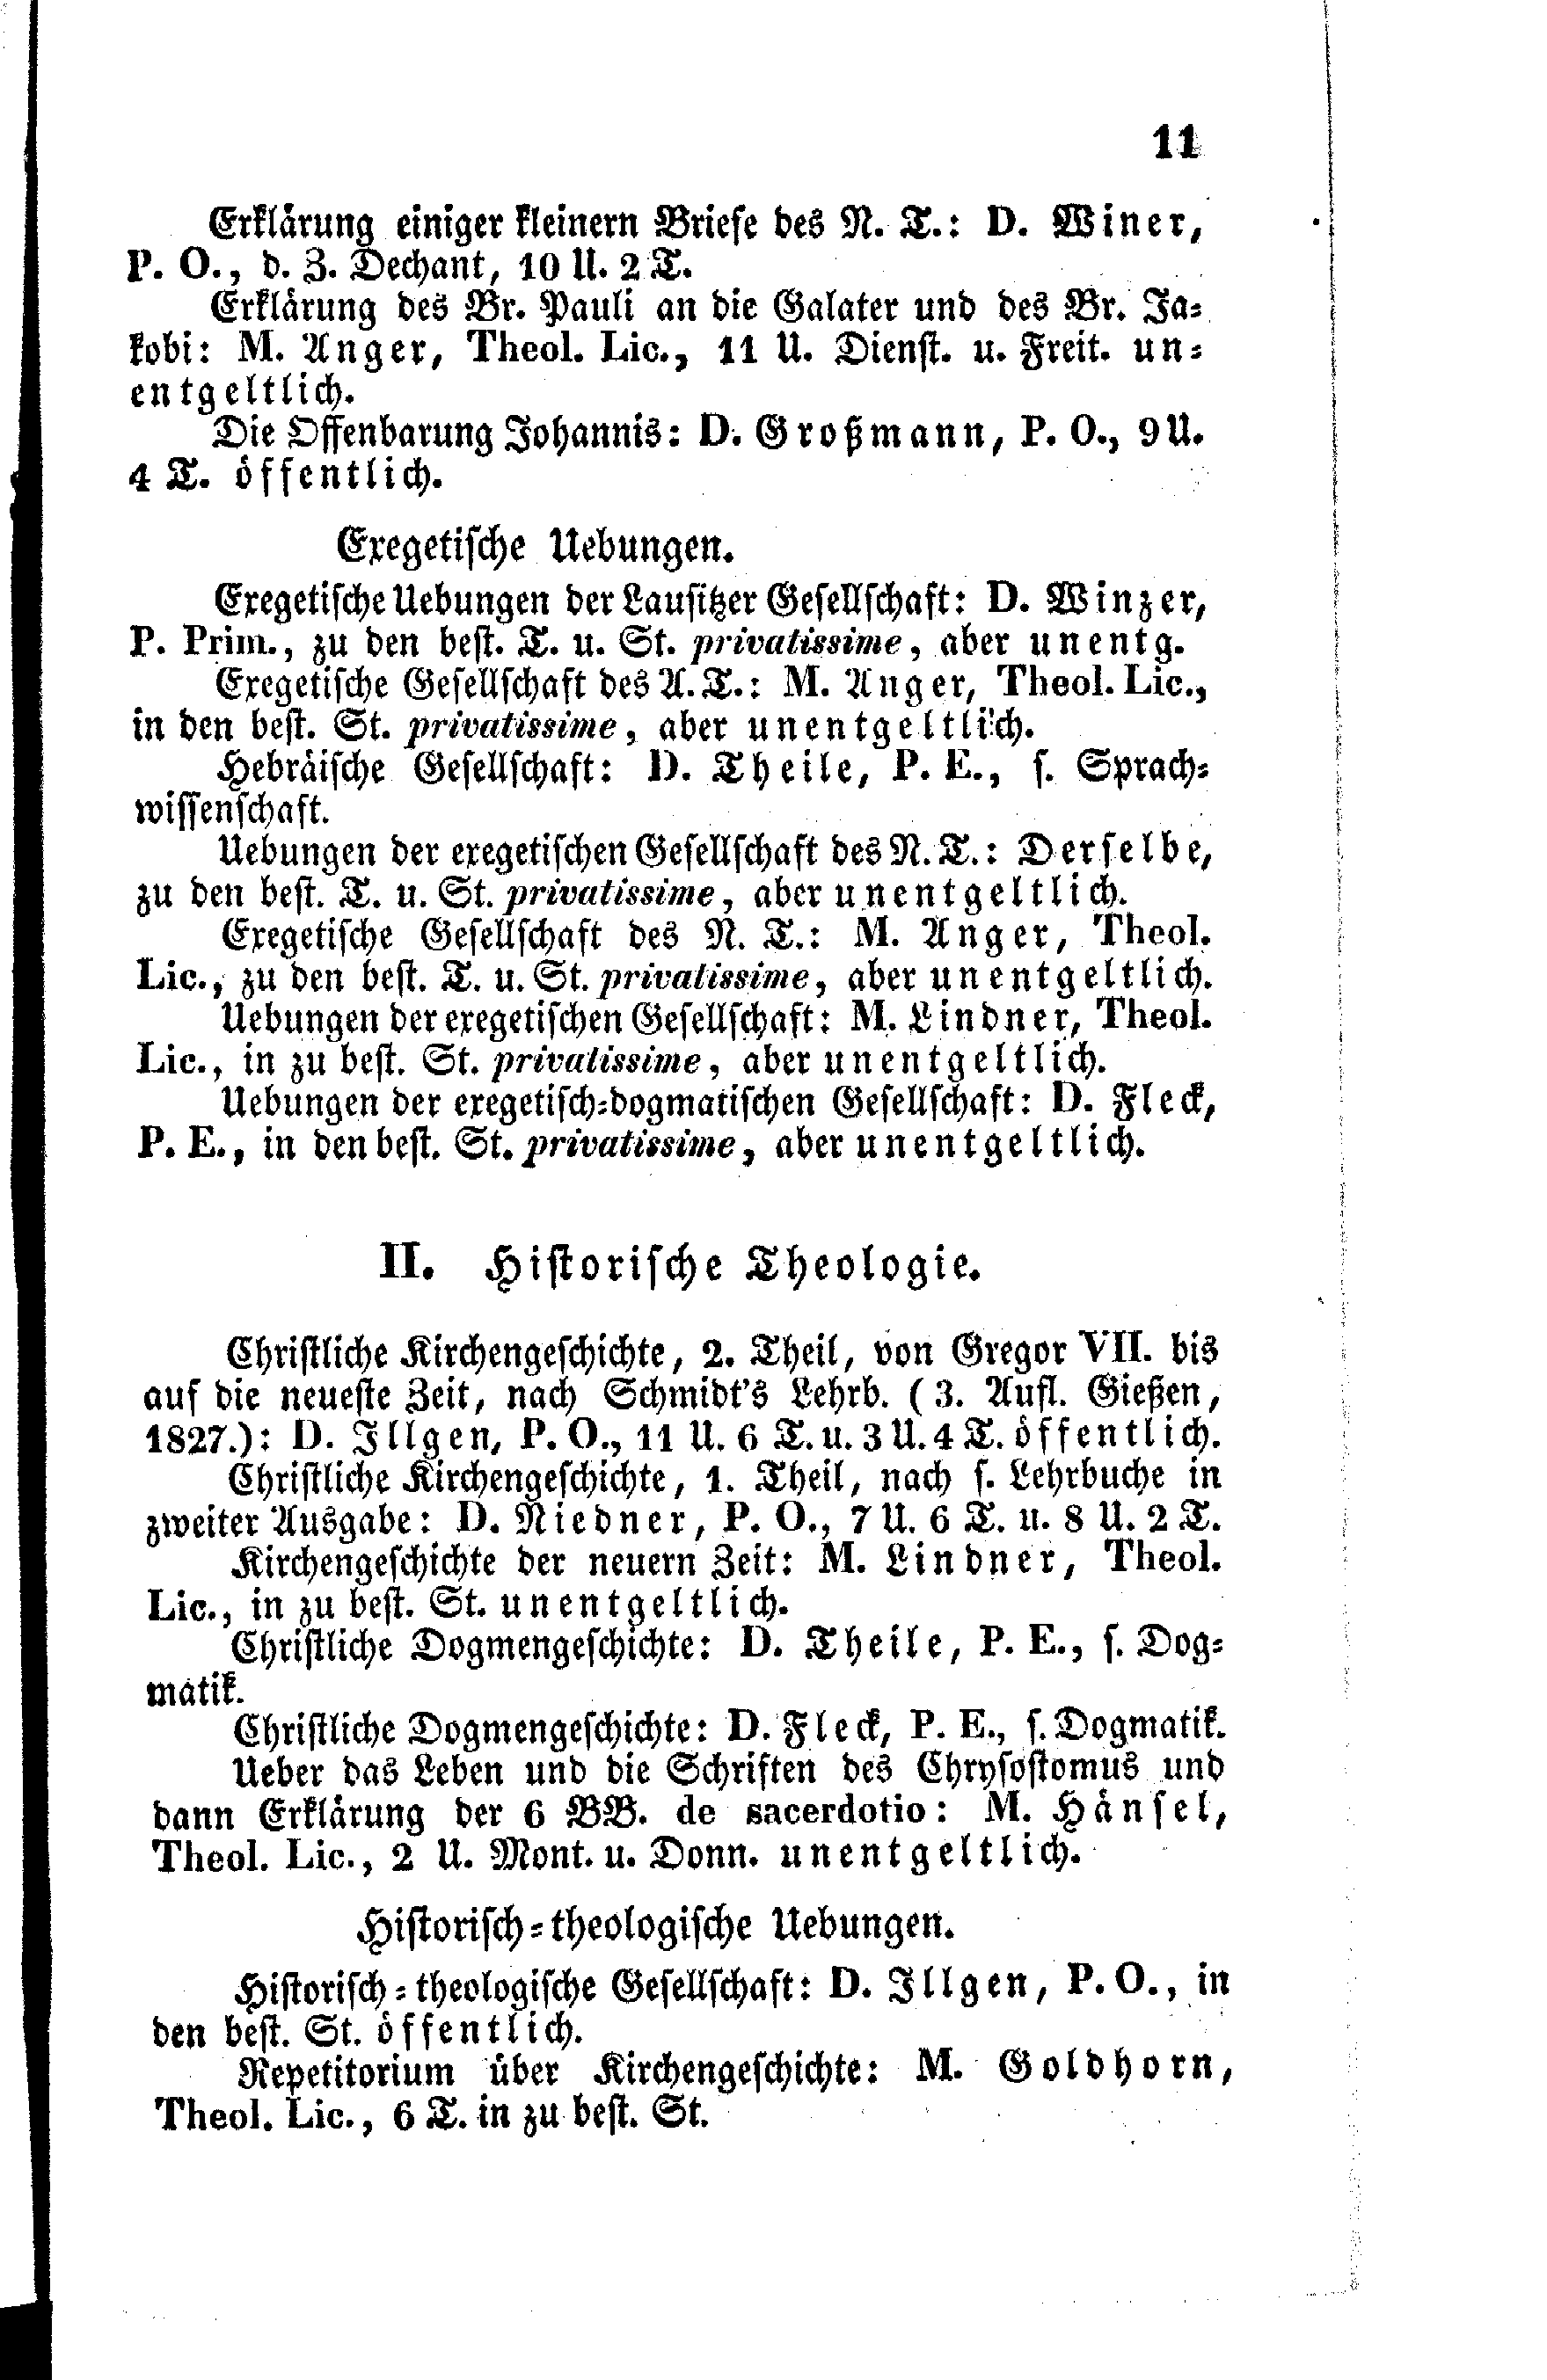 11
Erklärung einiger kleinern Briefe des N. T.: D. Winer,
P. O., d. Z. Dechant, 10 U. 2 T.
Erklärung des Br. Pauli an die Galater und des Br. Ja-
kobi: M. Anger, Theol. Lic., 11 U. Dienst. u. Freit. un-
entgeltlich.
Die Offenbarung Johannis: D. Großmann, P. O., 9 U.
4 T. öffentlich.
Exegetische Uebungen.
Exegetische Uebungen der Lausitzer Gesellschaft: D. Winzer,
P. Prim., zu den best. T. u. St. privatissime, aber unentg.
Exegetische Gesellschaft des A. T.: M. Anger, Theol. Lic.,
in den best. St. privatissime, aber unentgeltlich.
Hebräische Gesellschaft: D. Theile, P. E., s. Sprach-
wissenschaft.
Uebungen der exegetischen Gesellschaft des N. T.: Derselbe,
zu den best. T. u. St. privatissime, aber unentgeltlich.
Exegetische Gesellschaft des N. T.: M. Anger, Theol.
Lic., zu den best. T. u. St. privatissime, aber unentgeltlich.
Uebungen der exegetischen Gesellschaft: M. Lindner, Theol.
Lic., in zu best. St. privatissime, aber unentgeltlich.
Uebungen der exegetisch-dogmatischen Gesellschaft: D. Fleck,
P. E., in den best. St. privatissime, aber unentgeltlich.
II. Historische Theologie.
Christliche Kirchengeschichte, 2. Theil, von Gregor VII. bis
auf die neueste Zeit, nach Schmidt's Lehrb. (3. Aufl. Gießen,
1827.): D. Illgen, P. O., 11 U. 6 T. u. 3 U. 4 T. öffentlich.
Christliche Kirchengeschichte, 1. Theil, nach s. Lehrbuche in
zweiter Ausgabe: D. Niedner, P. O., 7 U. 6 T. u. 8 U. 2 T.
Kirchengeschichte der neuern Zeit: M. Lindner, Theol.
Lic., in zu best. St. unentgeltlich.
Christliche Dogmengeschichte: D. Theile, P. E., s. Dog-
matik.
Christliche Dogmengeschichte: D. Fleck, P. E., s. Dogmatik.
Ueber das Leben und die Schriften des Chrysostomus und
dann Erklärung der 6 BB. de sacerdotio: M. Hänsel,
Theol. Lic., 2 U. Mont. u. Donn. unentgeltlich.
Historisch-theologische Uebungen.
Historisch-theologische Gesellschaft: D. Illgen, P. O., in
den best. St. öffentlich.
Repetitorium über Kirchengeschichte: M. Goldhorn,
Theol. Lic., 6 T. in zu best. St.